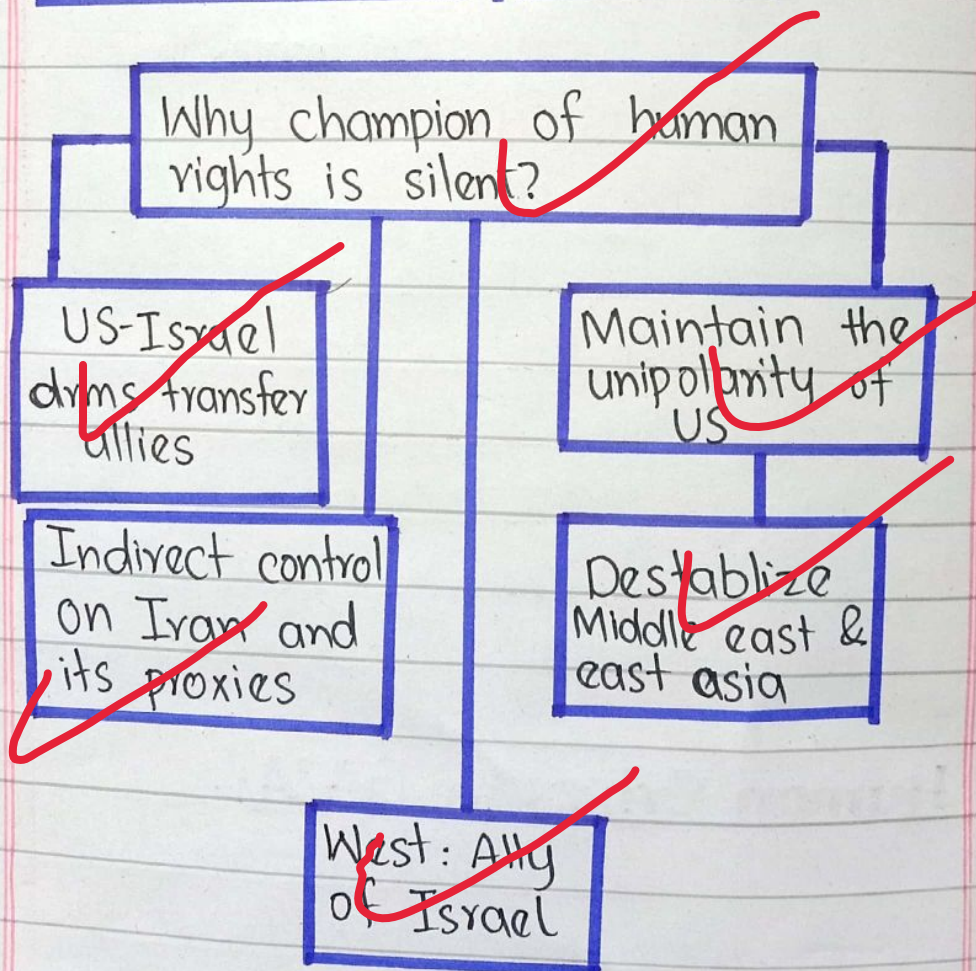 Why champion of human
rights is silent?
US-Israel
arms transfer
allies
Maintain the
unipolarity of
US
Indirect control
on Iran and
its proxies
Destablize
Middle east &
east asia
West: Ally
of Israel